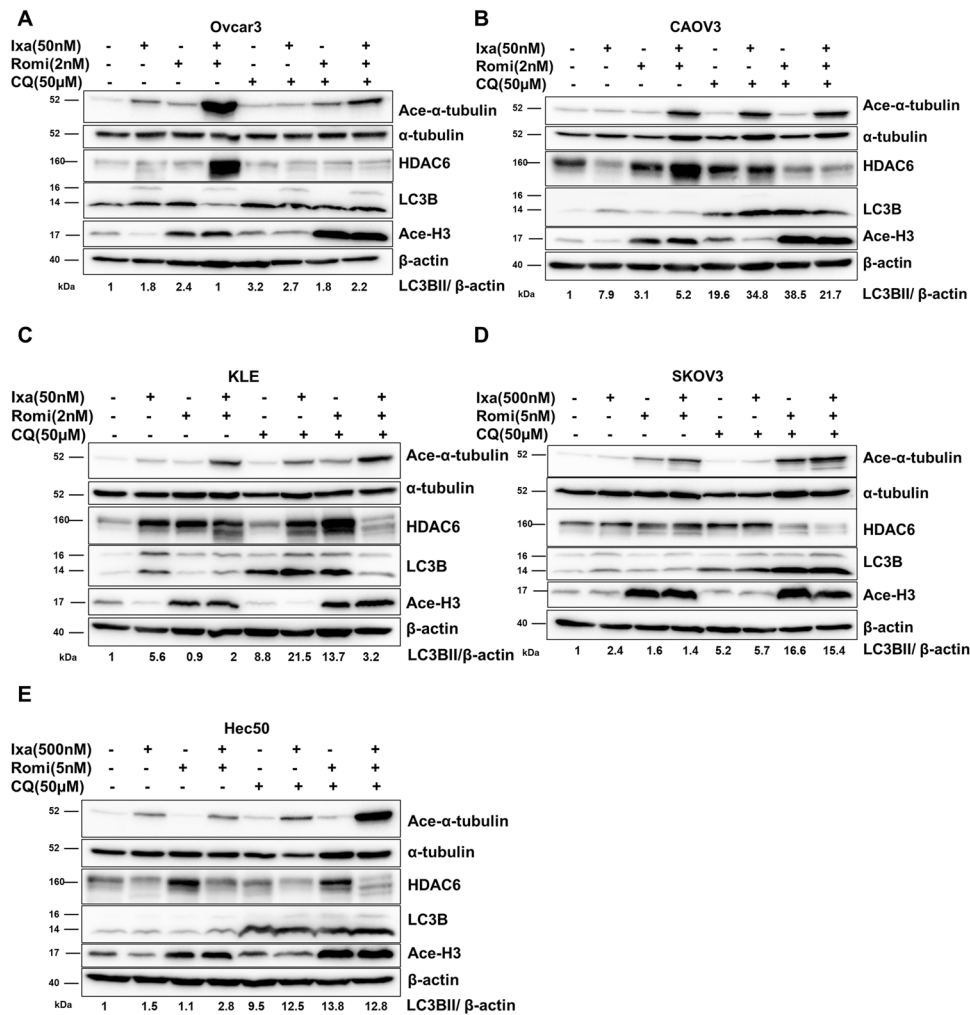 A
Ovcar3
Ixa(50nM) - + - + - + - +
Romi(2nM) - - + + - - + +
CQ(50μM) - - - - + + + +
52
Ace-α-tubulin
52
α-tubulin
160
HDAC6
16
14
LC3B
17
Ace-H3
40
β-actin
kDa 1 1.8 2.4 1 3.2 2.7 1.8 2.2 LC3BII/ β-actin
B
CAOV3
Ixa(50nM) - + - + - + - +
Romi(2nM) - - + + - - + +
CQ(50μM) - - - - + + + +
52
Ace-α-tubulin
52
α-tubulin
160
HDAC6
16
14
LC3B
17
Ace-H3
40
β-actin
kDa 1 7.9 3.1 5.2 19.6 34.8 38.5 21.7 LC3BII/ β-actin
C
KLE
Ixa(50nM) - + - + - + - +
Romi(2nM) - - + + - - + +
CQ(50μM) - - - - + + + +
52
Ace-α-tubulin
52
α-tubulin
160
HDAC6
16
14
LC3B
17
Ace-H3
40
β-actin
kDa 1 5.6 0.9 2 8.8 21.5 13.7 3.2 LC3BII/β-actin
D
SKOV3
Ixa(500nM) - + - + - + - +
Romi(5nM) - - + + - - + +
CQ(50μM) - - - - + + + +
52
Ace-α-tubulin
52
α-tubulin
160
HDAC6
16
14
LC3B
17
Ace-H3
40
β-actin
kDa 1 2.4 1.6 1.4 5.2 5.7 16.6 15.4 LC3BII/ β-actin
E
Hec50
Ixa(500nM) - + - + - + - +
Romi(5nM) - - + + - - + +
CQ(50μM) - - - - + + + +
52
Ace-α-tubulin
52
α-tubulin
160
HDAC6
16
14
LC3B
17
Ace-H3
40
β-actin
kDa 1 1.5 1.1 2.8 9.5 12.5 13.8 12.8 LC3BII/ β-actin